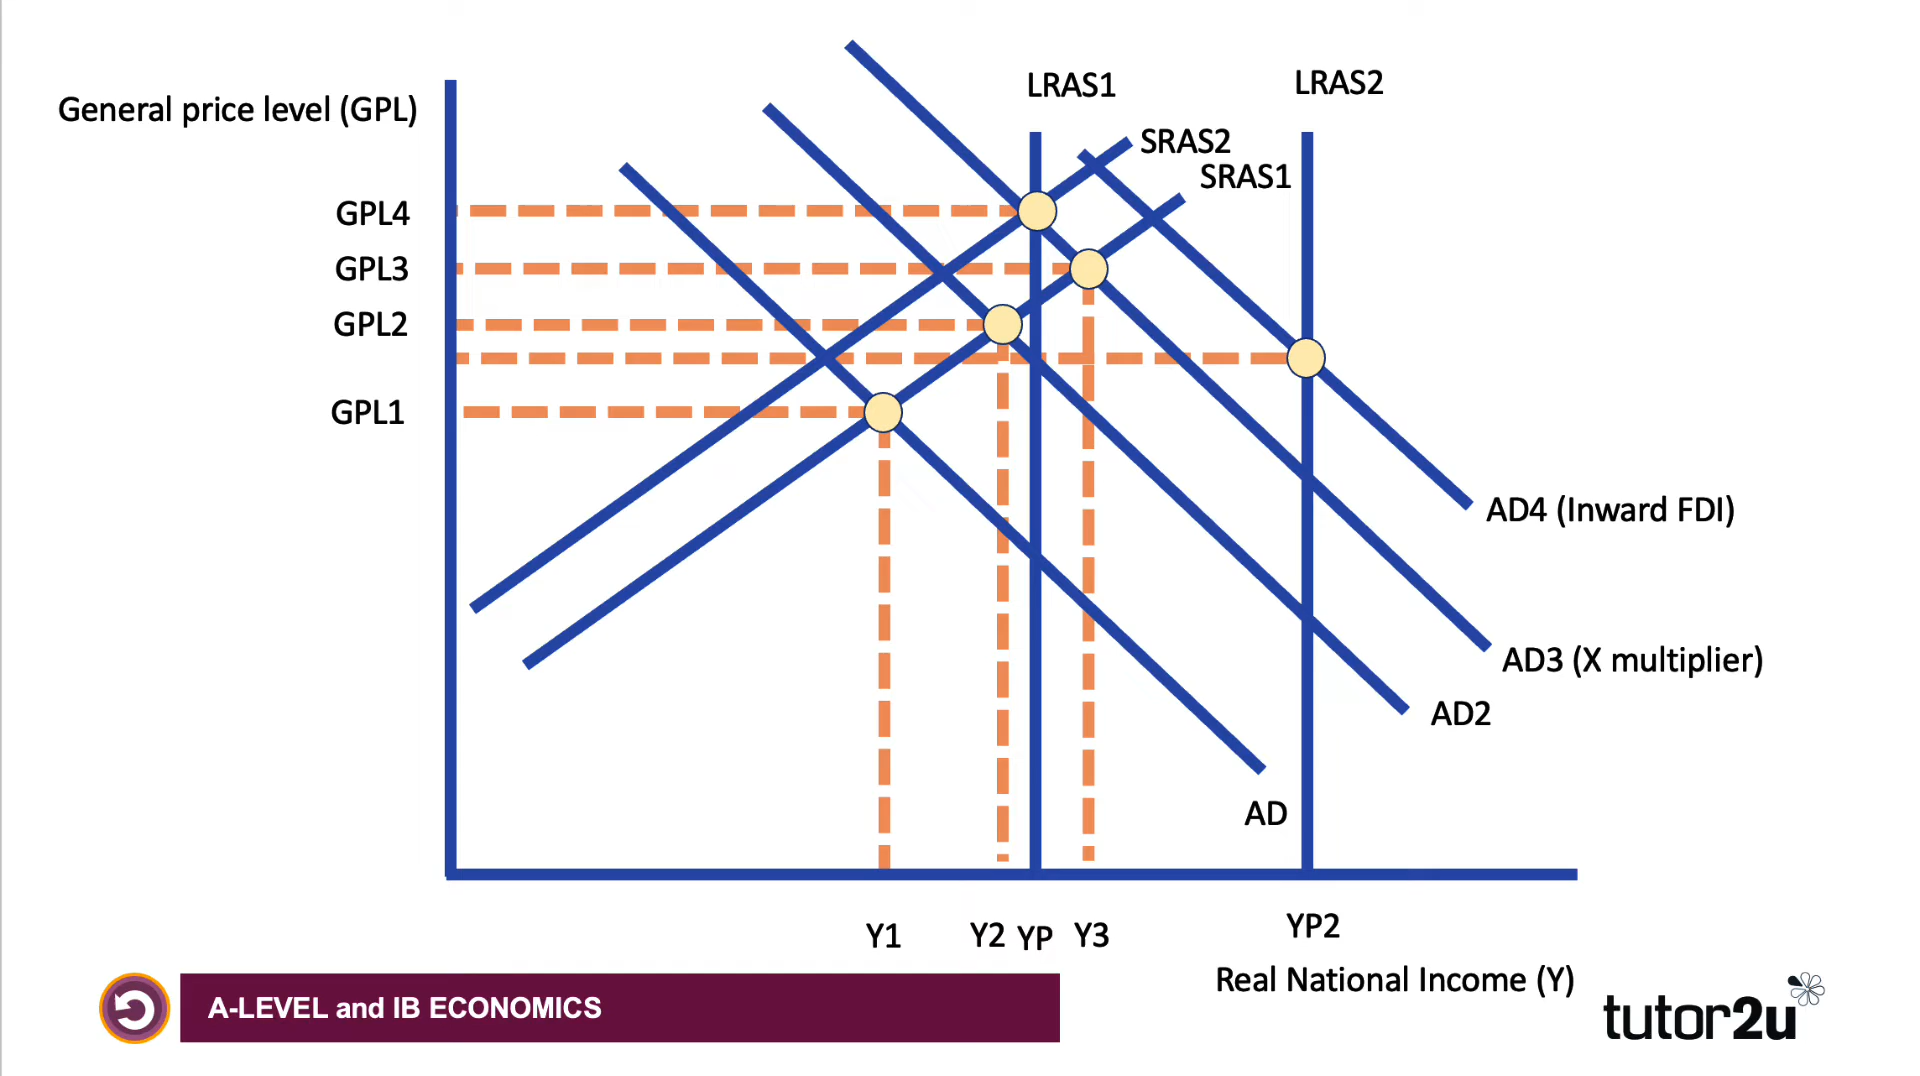 LRAS1
LRAS2
General price level (GPL)
SRAS2
SRAS1
GPL4
GPL3
GPL2
GPL1
AD4 (Inward FDI)
AD3 (X multiplier)
AD2
AD
Y1
Y2
YP
Y3
YP2
Real National Income (Y)
A-LEVEL and IB ECONOMICS
tutor2u